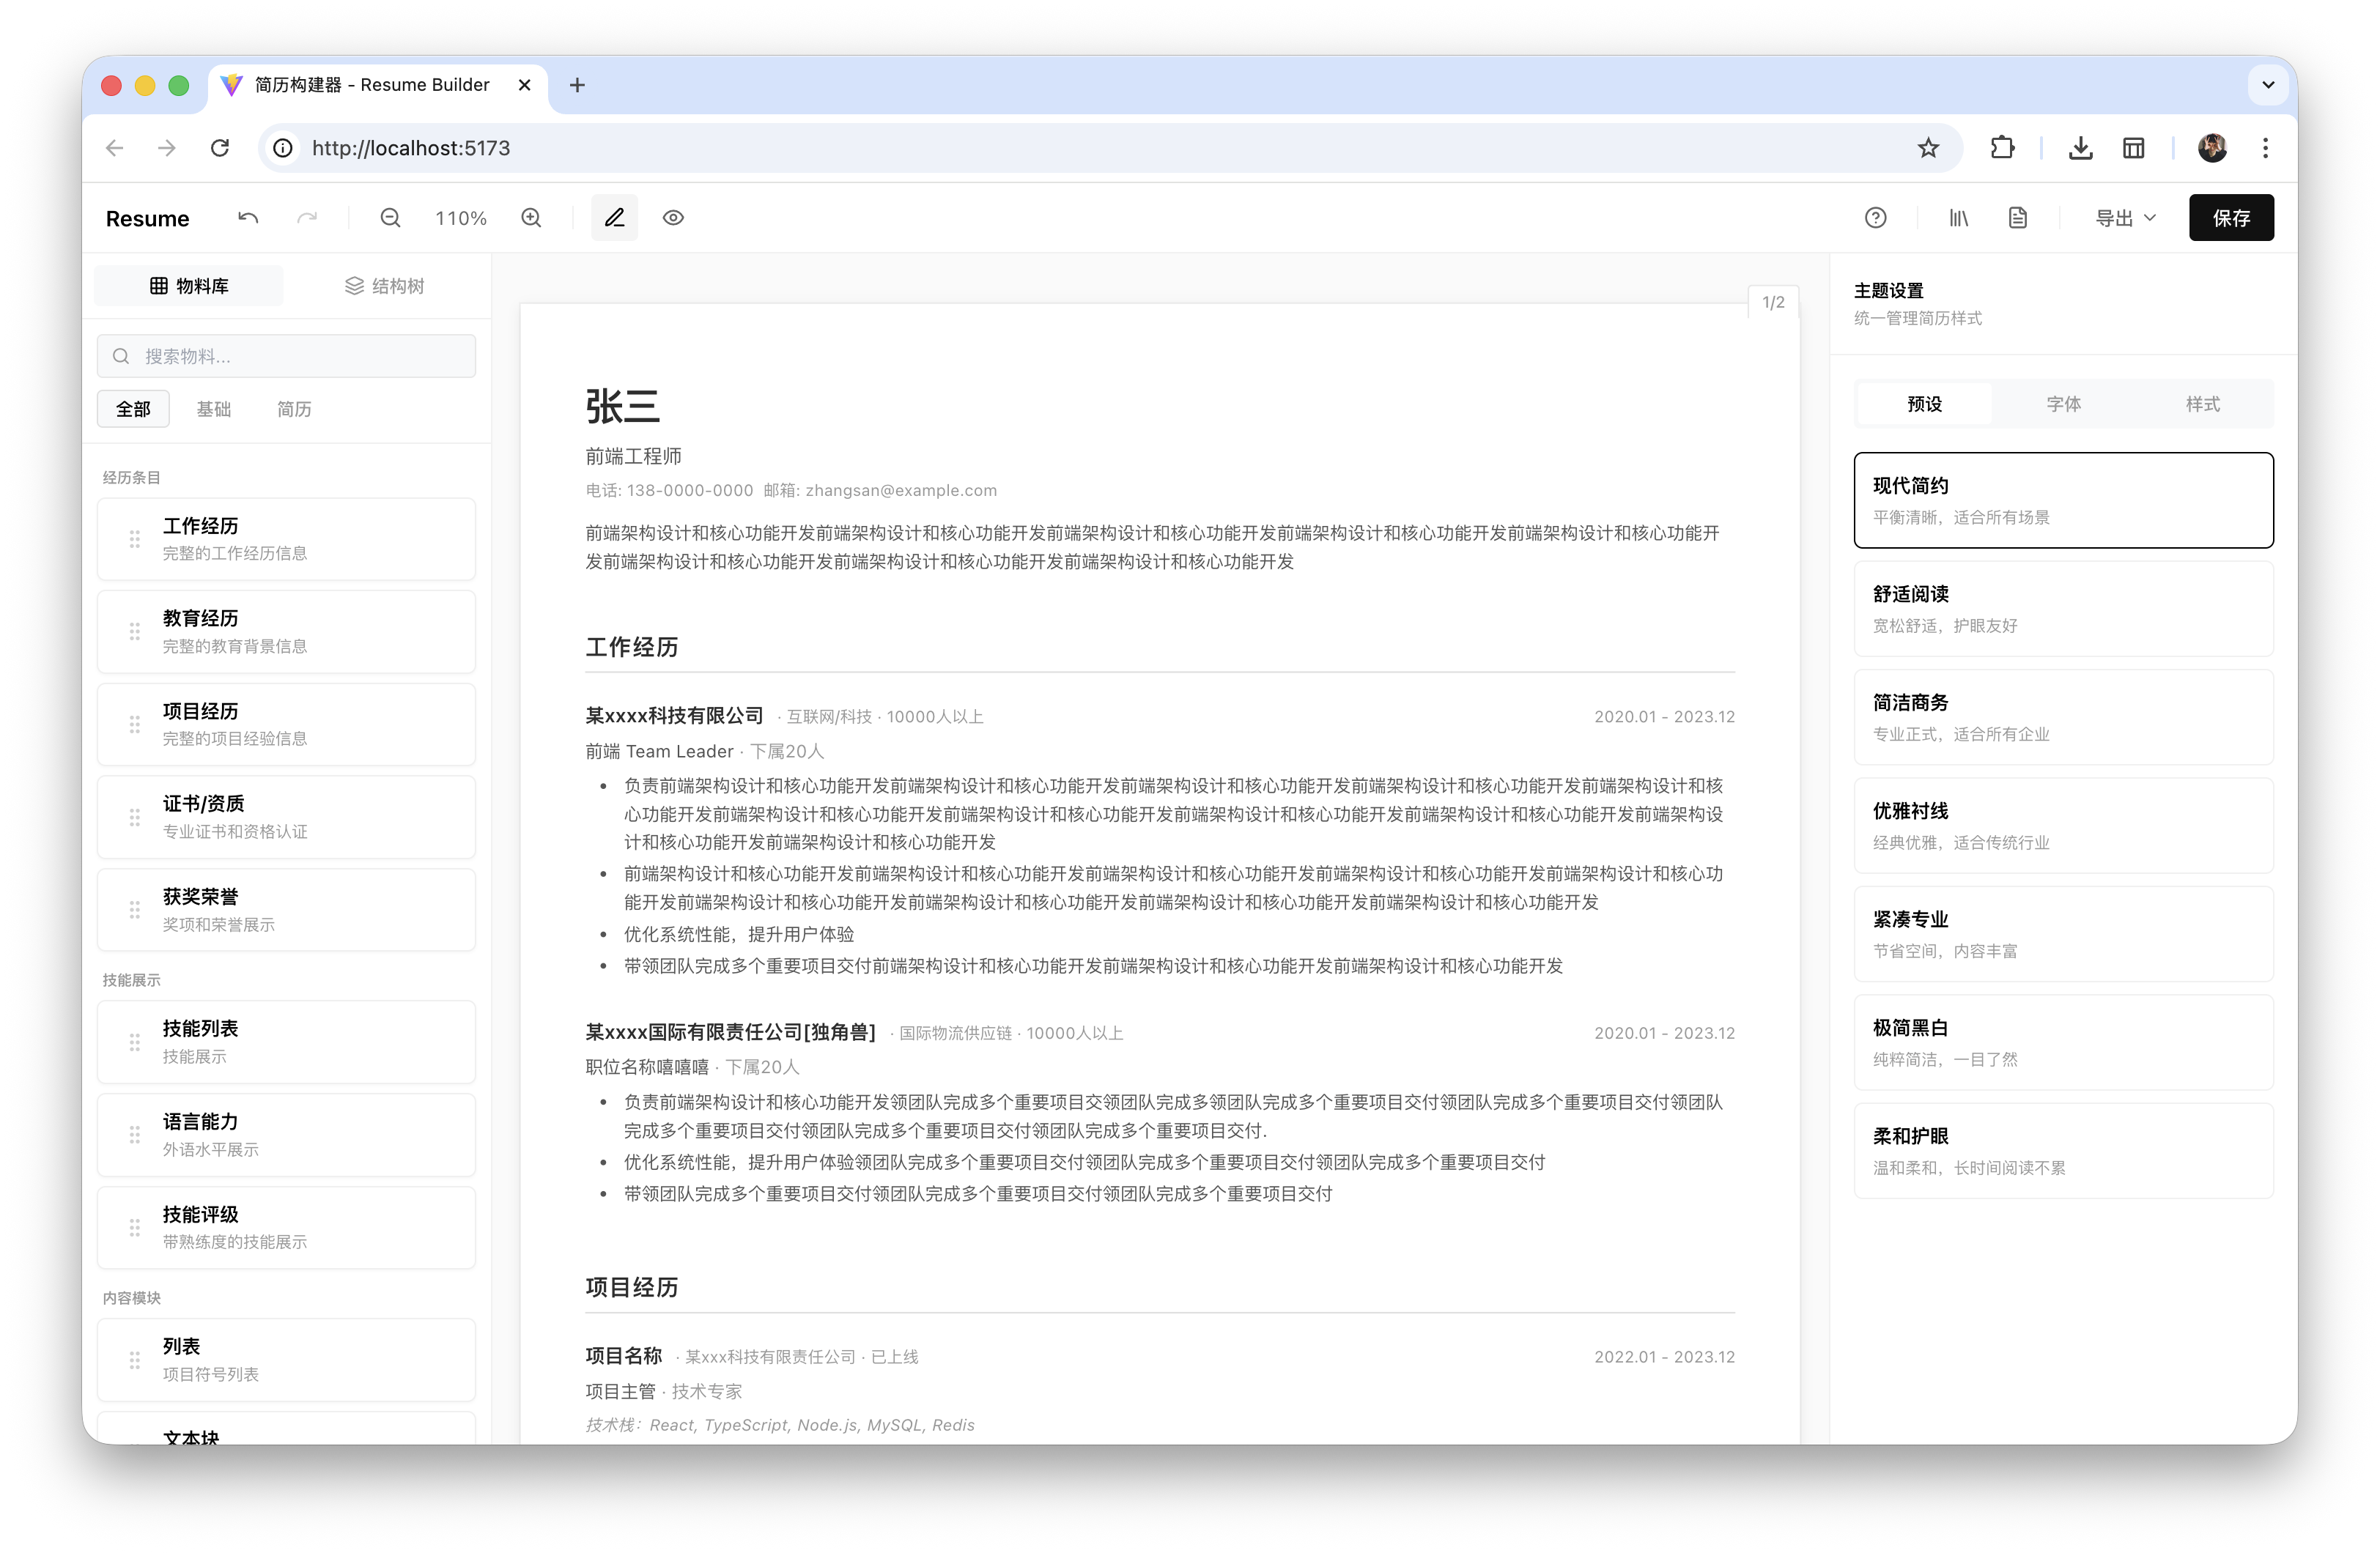 简历构建器 - Resume Builder
http://localhost:5173
Resume
110%
导出
保存
物料库
结构树
搜索物料...
全部
基础
简历
经历条目
工作经历
完整的工作经历信息
教育经历
完整的教育背景信息
项目经历
完整的项目经验信息
证书/资质
专业证书和资格认证
获奖荣誉
奖项和荣誉展示
技能展示
技能列表
技能展示
语言能力
外语水平展示
技能评级
带熟练度的技能展示
内容模块
列表
项目符号列表
文本块
1/2
张三
前端工程师
电话: 138-0000-0000 邮箱: zhangsan@example.com
前端架构设计和核心功能开发前端架构设计和核心功能开发前端架构设计和核心功能开发前端架构设计和核心功能开发前端架构设计和核心功能开
发前端架构设计和核心功能开发前端架构设计和核心功能开发前端架构设计和核心功能开发
工作经历
某xxxx科技有限公司 · 互联网/科技 · 10000人以上
2020.01 - 2023.12
前端 Team Leader · 下属20人
• 负责前端架构设计和核心功能开发前端架构设计和核心功能开发前端架构设计和核心功能开发前端架构设计和核心功能开发前端架构设计和核
心功能开发前端架构设计和核心功能开发前端架构设计和核心功能开发前端架构设计和核心功能开发前端架构设计和核心功能开发前端架构设
计和核心功能开发前端架构设计和核心功能开发
• 前端架构设计和核心功能开发前端架构设计和核心功能开发前端架构设计和核心功能开发前端架构设计和核心功能开发前端架构设计和核心功
能开发前端架构设计和核心功能开发前端架构设计和核心功能开发前端架构设计和核心功能开发前端架构设计和核心功能开发
• 优化系统性能，提升用户体验
• 带领团队完成多个重要项目交付前端架构设计和核心功能开发前端架构设计和核心功能开发前端架构设计和核心功能开发
某xxxx国际有限责任公司[独角兽] · 国际物流供应链 · 10000人以上
2020.01 - 2023.12
职位名称嘻嘻嘻 · 下属20人
• 负责前端架构设计和核心功能开发领团队完成多个重要项目交领团队完成多领团队完成多个重要项目交付领团队完成多个重要项目交付领团队
完成多个重要项目交付领团队完成多个重要项目交付领团队完成多个重要项目交付.
• 优化系统性能，提升用户体验领团队完成多个重要项目交付领团队完成多个重要项目交付领团队完成多个重要项目交付
• 带领团队完成多个重要项目交付领团队完成多个重要项目交付领团队完成多个重要项目交付
项目经历
项目名称 · 某xxx科技有限责任公司 · 已上线
2022.01 - 2023.12
项目主管 · 技术专家
技术栈：React, TypeScript, Node.js, MySQL, Redis
主题设置
统一管理简历样式
预设
字体
样式
现代简约
平衡清晰，适合所有场景
舒适阅读
宽松舒适，护眼友好
简洁商务
专业正式，适合所有企业
优雅衬线
经典优雅，适合传统行业
紧凑专业
节省空间，内容丰富
极简黑白
纯粹简洁，一目了然
柔和护眼
温和柔和，长时间阅读不累